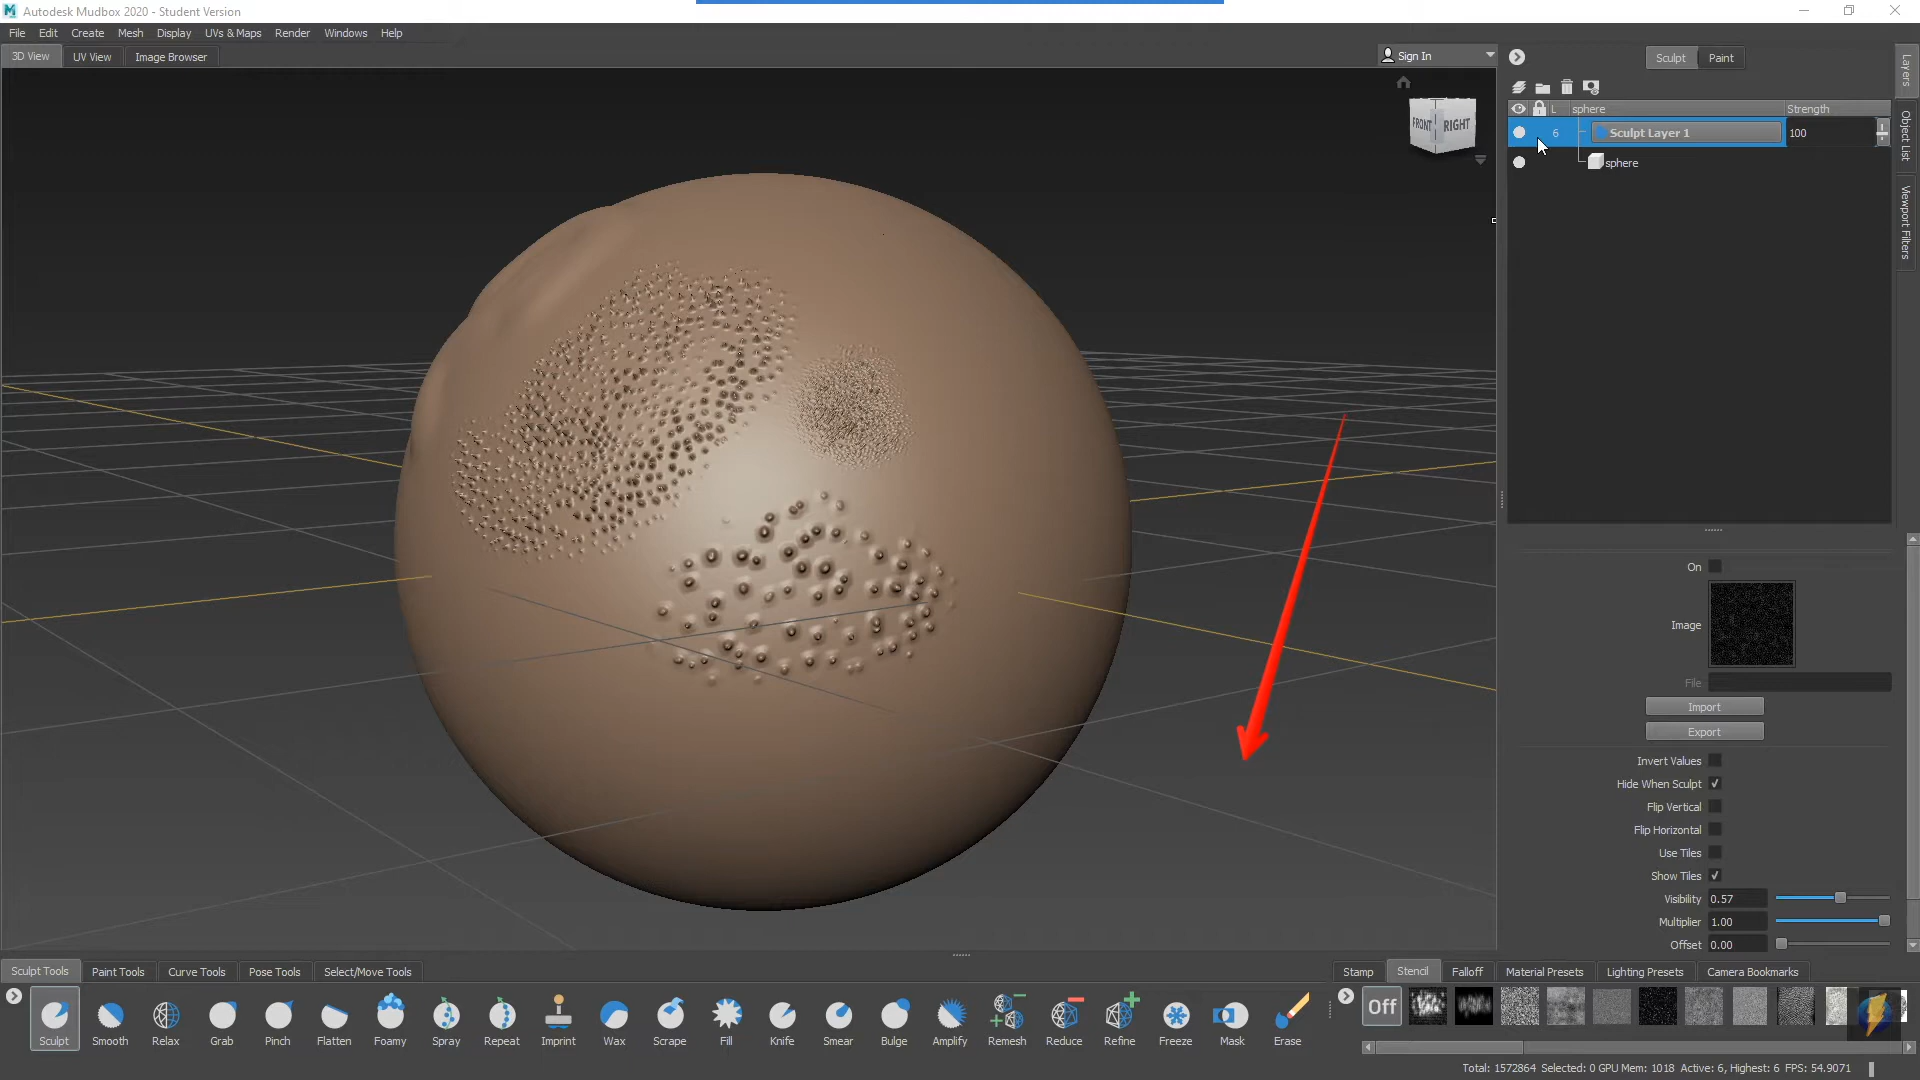 Autodesk Mudbox 2020 - Student Version
File Edit Create Mesh Display UVs & Maps Render Windows Help
3D View UV View Image Browser
Sign In
Sculpt Paint
FRONT RIGHT
L sphere Strength
6 Sculpt Layer 1 100
sphere
Layers
Object List
Viewport Filters
On
Image
File
Import
Export
Invert Values
Hide When Sculpt
Flip Vertical
Flip Horizontal
Use Tiles
Show Tiles
Visibility 0.57
Multiplier 1.00
Offset 0.00
Sculpt Tools Paint Tools Curve Tools Pose Tools Select/Move Tools
Stamp Stencil Falloff Material Presets Lighting Presets Camera Bookmarks
Off
Sculpt Smooth Relax Grab Pinch Flatten Foamy Spray Repeat Imprint Wax Scrape Fill Knife Smear Bulge Amplify Remesh Reduce Refine Freeze Mask Erase
Total: 1572864 Selected: 0 GPU Mem: 1018 Active: 6, Highest: 6 FPS: 54.9071